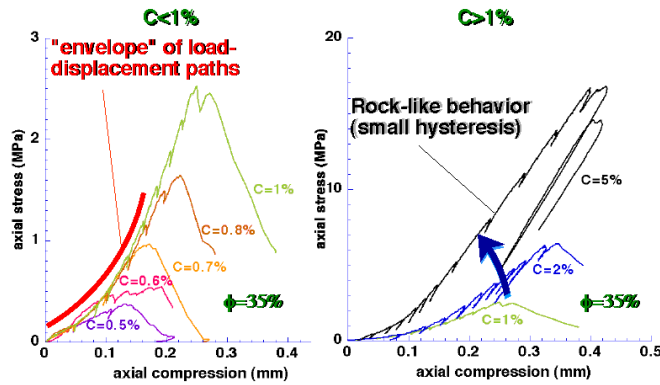 C<1%
"envelope" of load-
displacement paths
axial stress (MPa)
3
2
1
0
C=1%
C=0.8%
C=0.7%
C=0.6%
C=0.5%
ϕ=35%
0
0.1
0.2
0.3
0.4
axial compression (mm)
C>1%
Rock-like behavior
(small hysteresis)
axial stress (MPa)
20
10
0
C=5%
C=2%
C=1%
ϕ=35%
0
0.1
0.2
0.3
0.4
0.5
0.6
axial compression (mm)